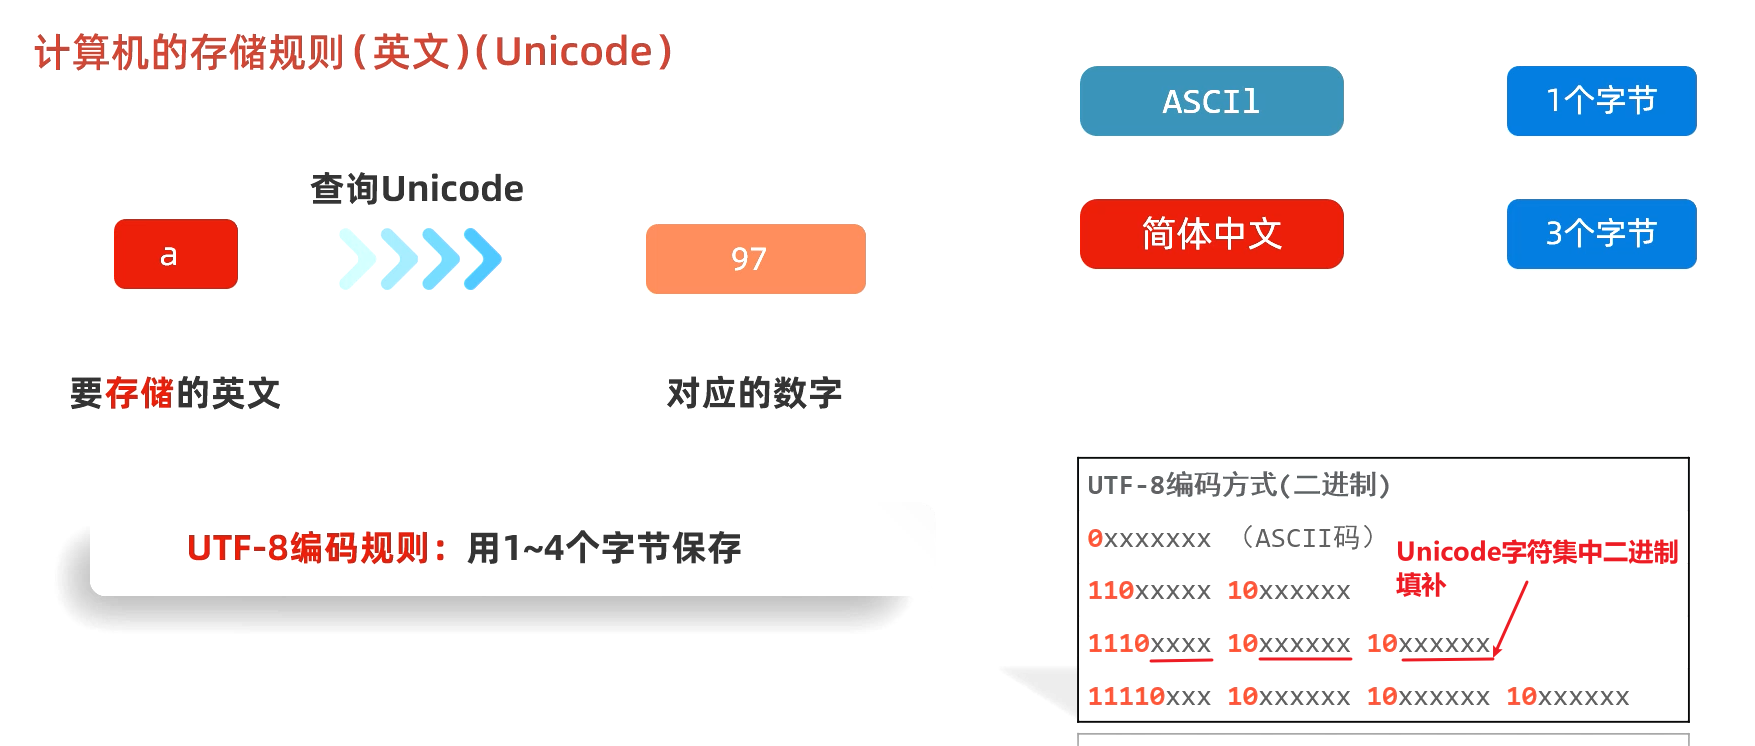 计算机的存储规则(英文)(Unicode)
ASCIl
1个字节
查询Unicode
a
97
简体中文
3个字节
要存储的英文
对应的数字
UTF-8编码规则：用1~4个字节保存
UTF-8编码方式(二进制)
0xxxxxxx （ASCII码）
Unicode字符集中二进制
填补
110xxxxx 10xxxxxx
1110xxxx 10xxxxxx 10xxxxxx
11110xxx 10xxxxxx 10xxxxxx 10xxxxxx